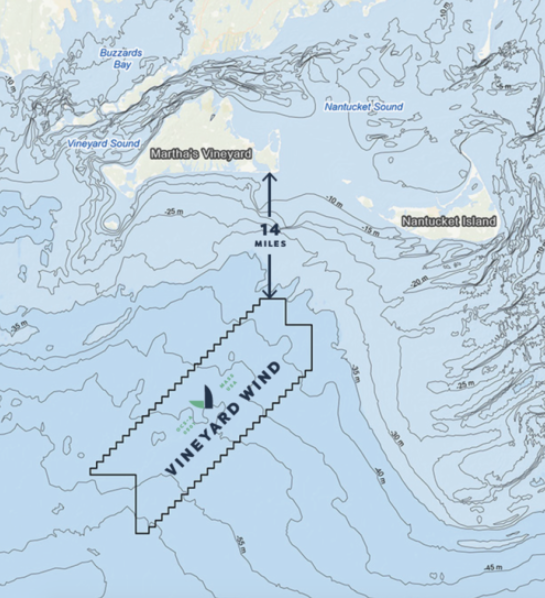 Buzzards
Bay
Nantucket Sound
Vineyard Sound
Martha's Vineyard
-10 m
-25 m
-15 m
Nantucket Island
14
MILES
-20 m
-35 m
-35 m
-25 m
-30 m
-40 m
VINEYARD WIND
-50 m
-45 m